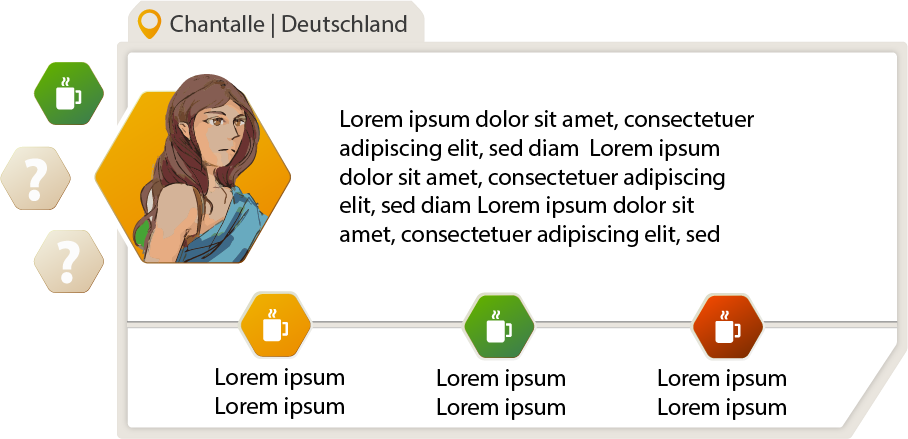 Chantalle | Deutschland
Lorem ipsum dolor sit amet, consectetuer
adipiscing elit, sed diam  Lorem ipsum
dolor sit amet, consectetuer adipiscing
elit, sed diam Lorem ipsum dolor sit
amet, consectetuer adipiscing elit, sed
?
?
Lorem ipsum
Lorem ipsum
Lorem ipsum
Lorem ipsum
Lorem ipsum
Lorem ipsum